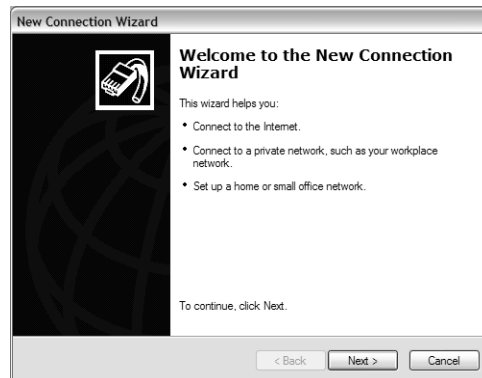 New Connection Wizard
Welcome to the New Connection
Wizard
This wizard helps you:
• Connect to the Internet.
• Connect to a private network, such as your workplace
network.
• Set up a home or small office network.
To continue, click Next.
< Back Next > Cancel